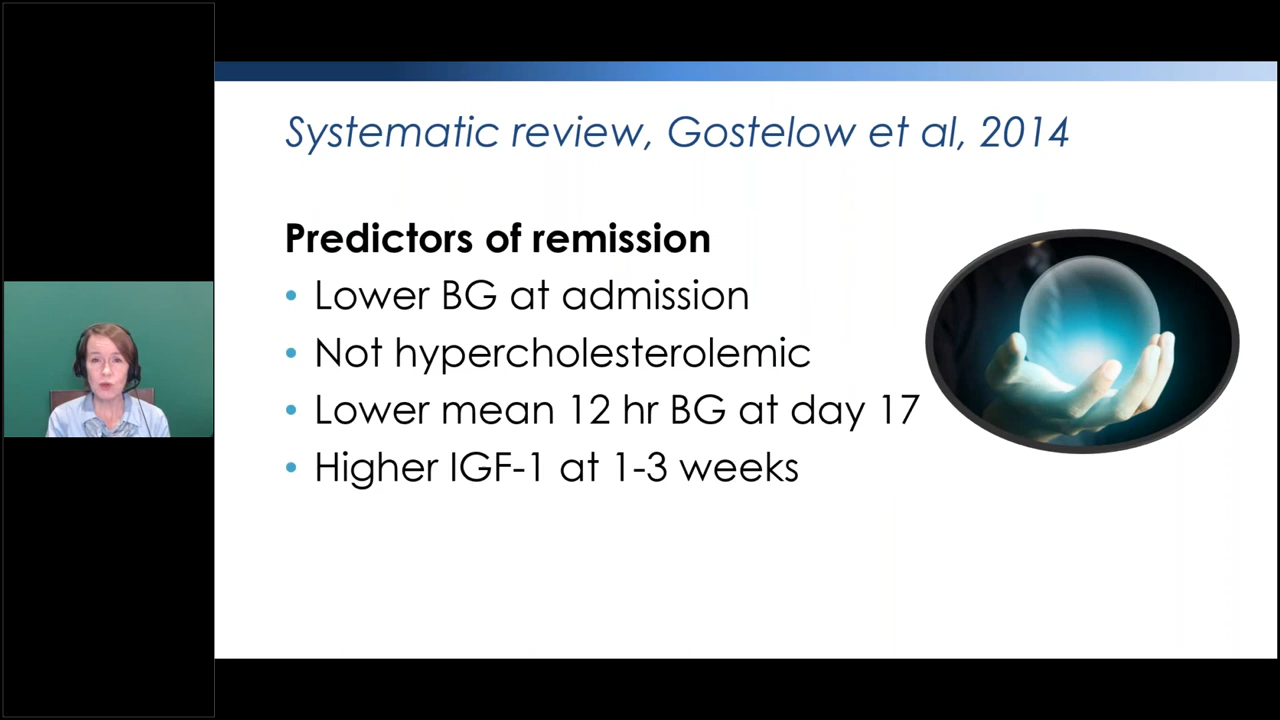 Systematic review, Gostelow et al, 2014
Predictors of remission
• Lower BG at admission
• Not hypercholesterolemic
• Lower mean 12 hr BG at day 17
• Higher IGF-1 at 1-3 weeks